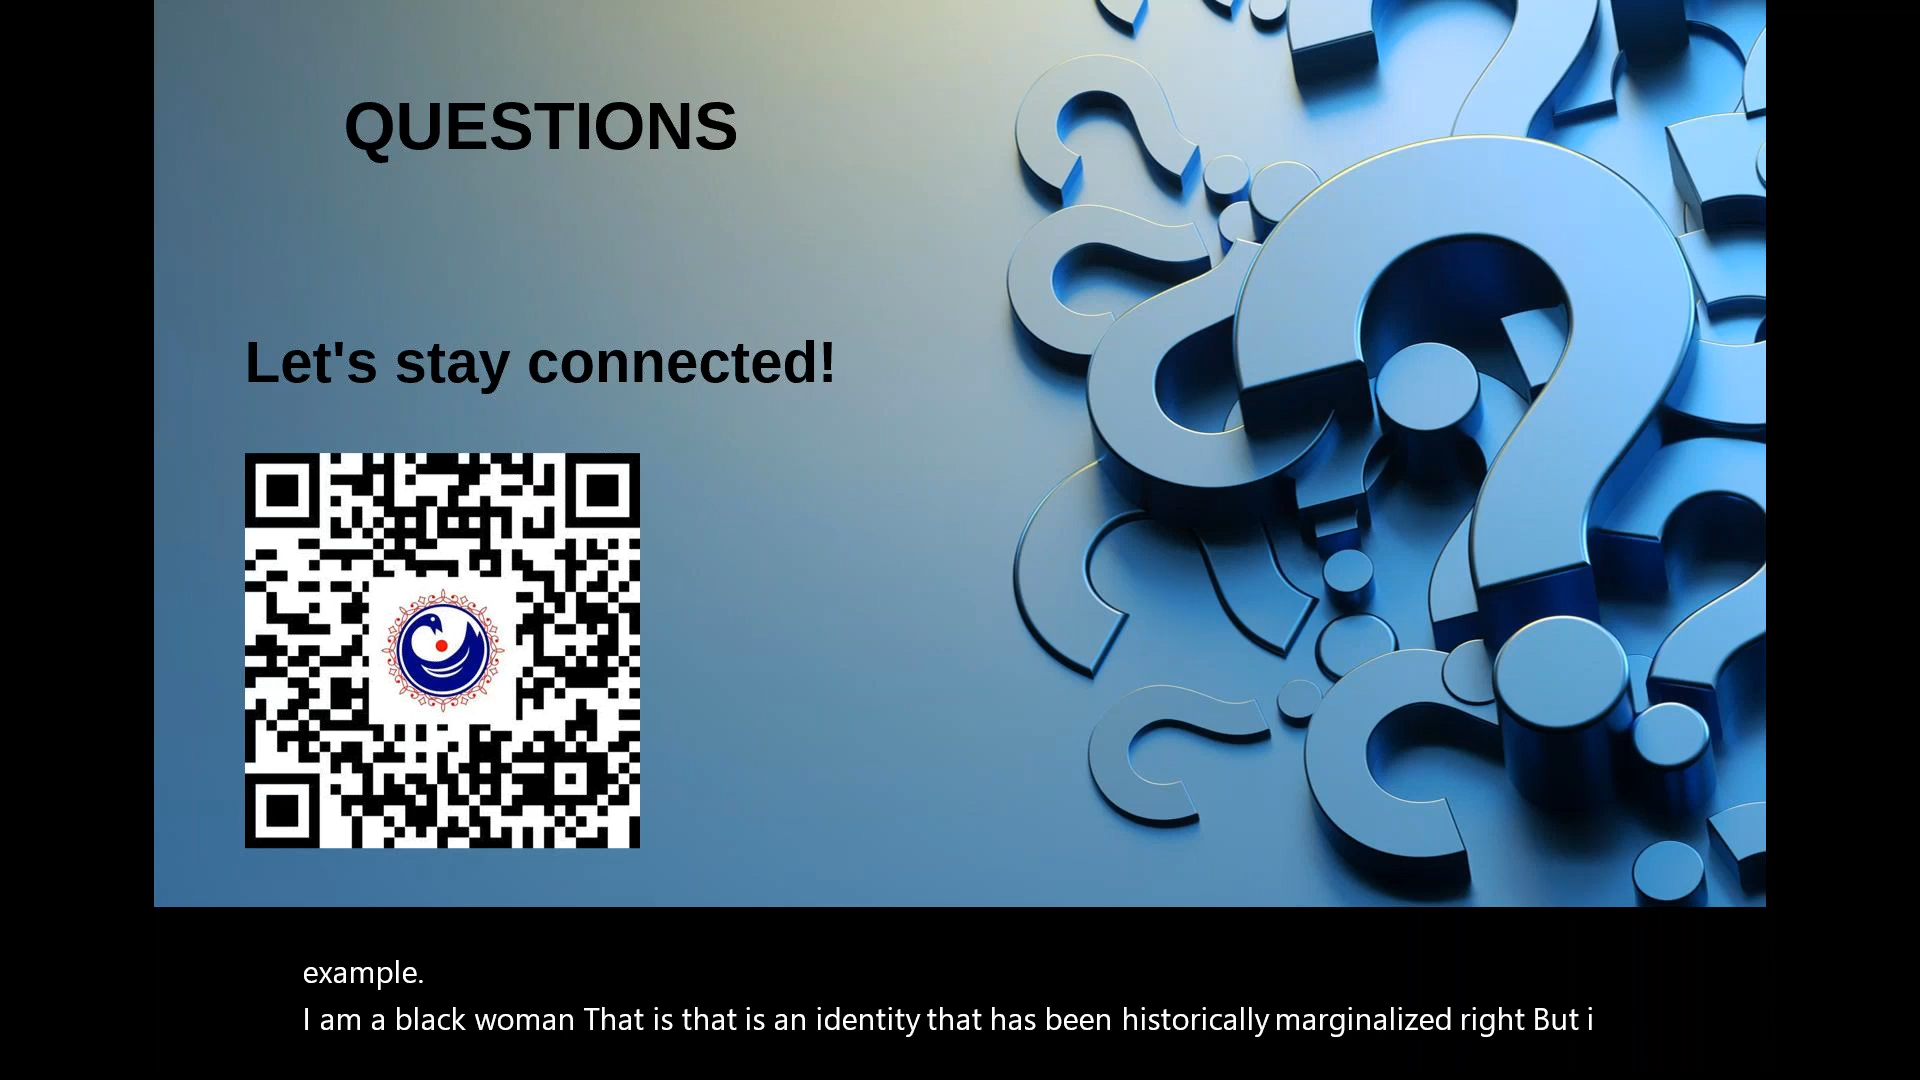 QUESTIONS
Let's stay connected!
example.
I am a black woman That is that is an identity that has been historically marginalized right But i